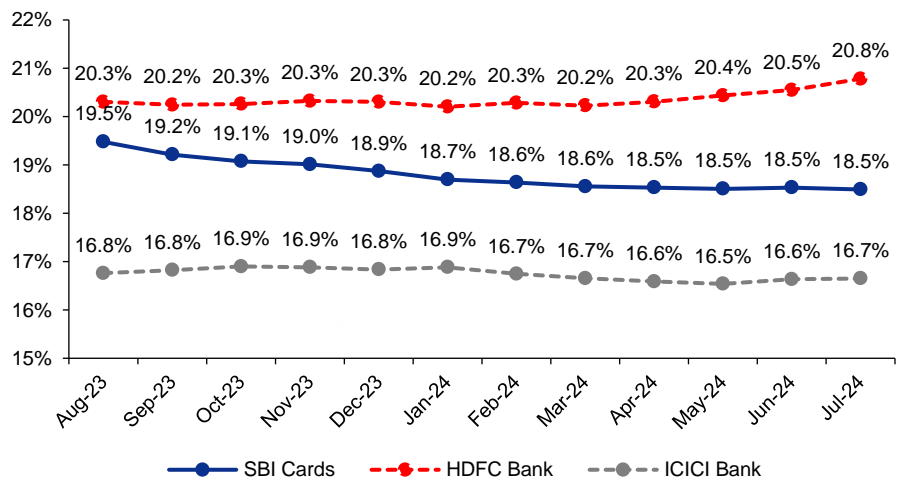 22%
21%
20%
19%
18%
17%
16%
15%
20.3% 20.2% 20.3% 20.3% 20.3% 20.2% 20.3% 20.2% 20.3% 20.4% 20.5% 20.8%
19.5% 19.2% 19.1% 19.0% 18.9% 18.7% 18.6% 18.6% 18.5% 18.5% 18.5% 18.5%
16.8% 16.8% 16.9% 16.9% 16.8% 16.9% 16.7% 16.7% 16.6% 16.5% 16.6% 16.7%
Aug-23 Sep-23 Oct-23 Nov-23 Dec-23 Jan-24 Feb-24 Mar-24 Apr-24 May-24 Jun-24 Jul-24
SBI Cards HDFC Bank ICICI Bank